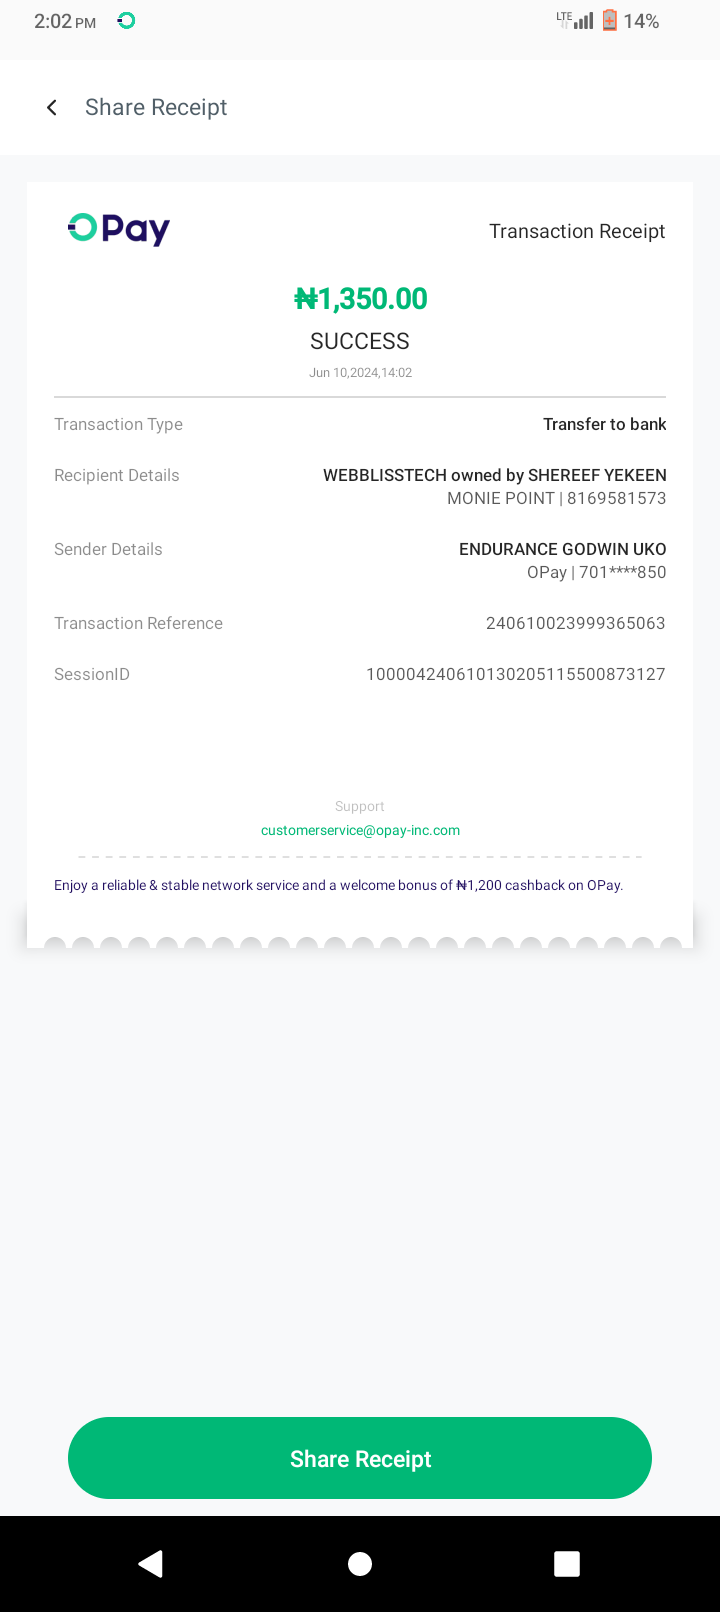 2:02 PM LTE 14%
Share Receipt
OPay Transaction Receipt
₦1,350.00
SUCCESS
Jun 10,2024,14:02
Transaction Type Transfer to bank
Recipient Details WEBBLISSTECH owned by SHEREEF YEKEEN
MONIE POINT | 8169581573
Sender Details ENDURANCE GODWIN UKO
OPay | 701****850
Transaction Reference 240610023999365063
SessionID 100004240610130205115500873127
Support
customerservice@opay-inc.com
Enjoy a reliable & stable network service and a welcome bonus of ₦1,200 cashback on OPay.
Share Receipt